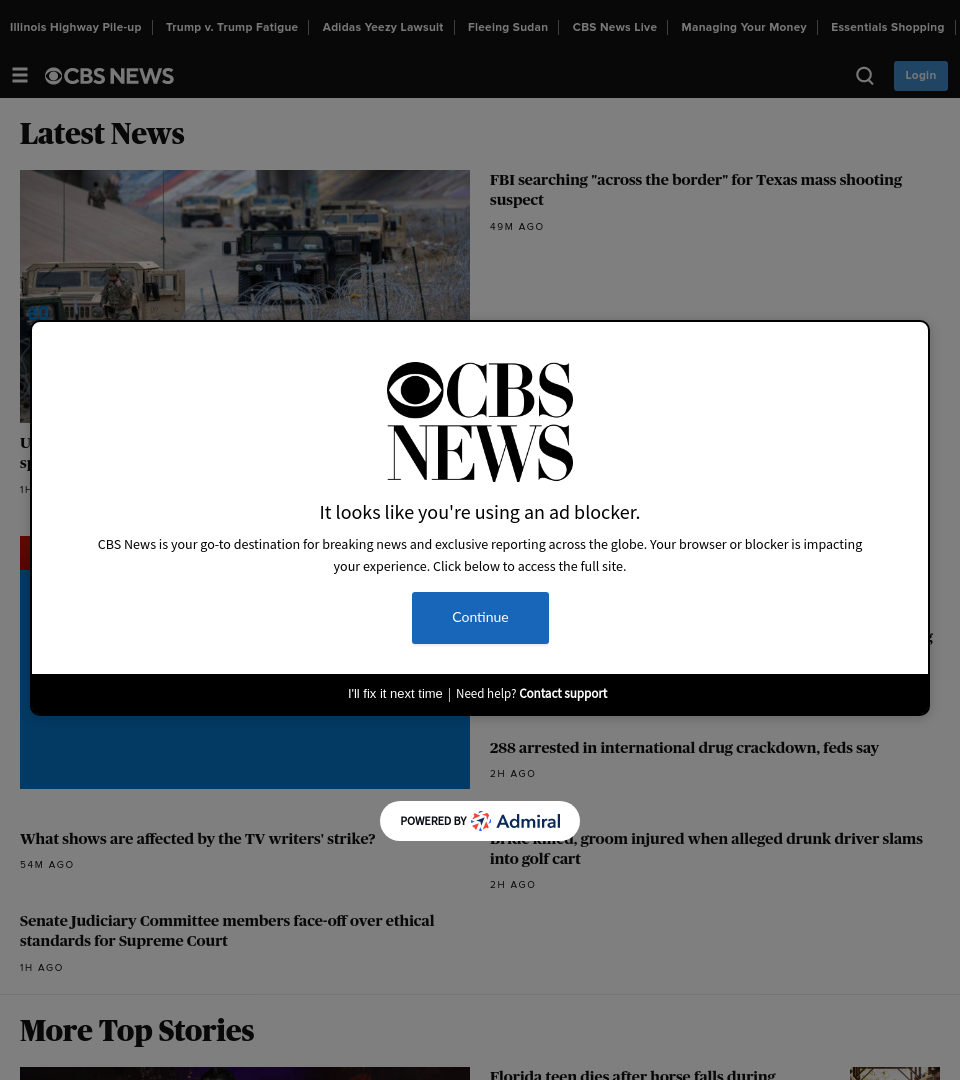 Illinois Highway Pile-up
Trump v. Trump Fatigue
Adidas Yeezy Lawsuit
Fleeing Sudan
CBS News Live
Managing Your Money
Essentials Shopping
CBS NEWS
Login
Latest News
FBI searching "across the border" for Texas mass shooting
suspect
49M AGO
CBS
NEWS
It looks like you're using an ad blocker.
CBS News is your go-to destination for breaking news and exclusive reporting across the globe. Your browser or blocker is impacting
your experience. Click below to access the full site.
Continue
I'll fix it next time | Need help? Contact support
288 arrested in international drug crackdown, feds say
2H AGO
POWERED BY Admiral
What shows are affected by the TV writers' strike?
54M AGO
Bride killed, groom injured when alleged drunk driver slams
into golf cart
2H AGO
Senate Judiciary Committee members face-off over ethical
standards for Supreme Court
1H AGO
More Top Stories
Florida teen dies after horse falls during